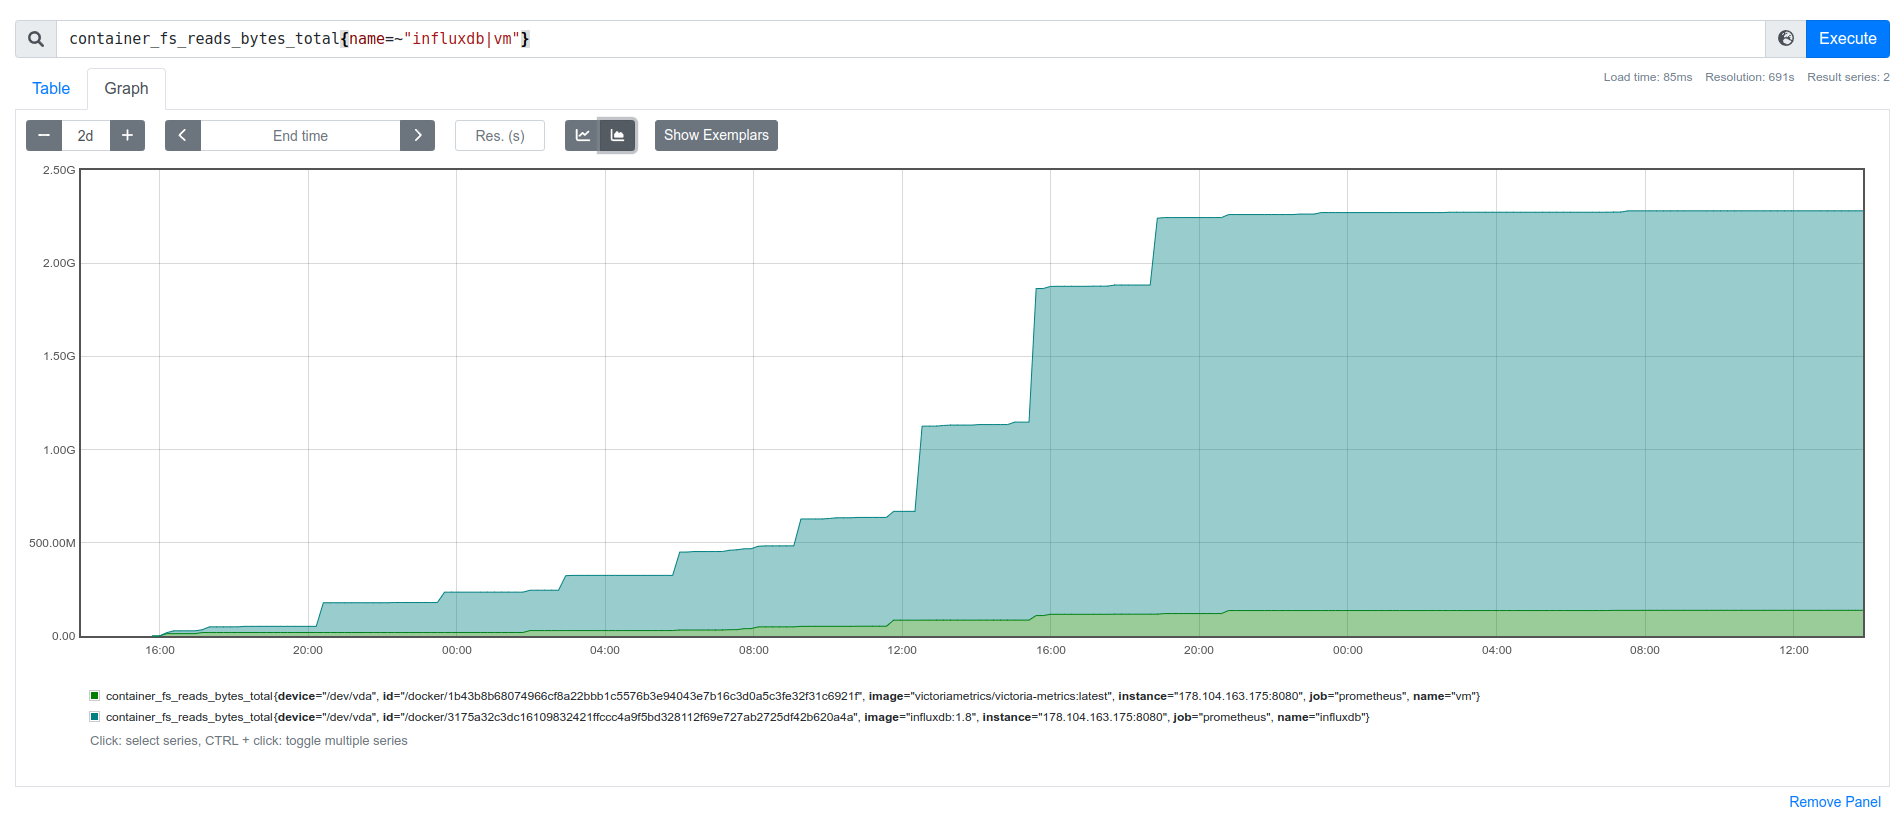 container_fs_reads_bytes_total{name=~"influxdb|vm"}
Execute
Table
Graph
Load time: 85ms Resolution: 691s Result series: 2
− 2d + < End time > Res. (s) Show Exemplars
2.50G
2.00G
1.50G
1.00G
500.00M
0.00
16:00 20:00 00:00 04:00 08:00 12:00 16:00 20:00 00:00 04:00 08:00 12:00
container_fs_reads_bytes_total{device="/dev/vda", id="/docker/1b43b8b68074966cf8a22bbb1c5576b3e94043e7b16c3d0a5c3fe32f31c6921f", image="victoriametrics/victoria-metrics:latest", instance="178.104.163.175:8080", job="prometheus", name="vm"}
container_fs_reads_bytes_total{device="/dev/vda", id="/docker/3175a32c3dc16109832421ffccc4a9f5bd328112f69e727ab2725df42b620a4a", image="influxdb:1.8", instance="178.104.163.175:8080", job="prometheus", name="influxdb"}
Click: select series, CTRL + click: toggle multiple series
Remove Panel